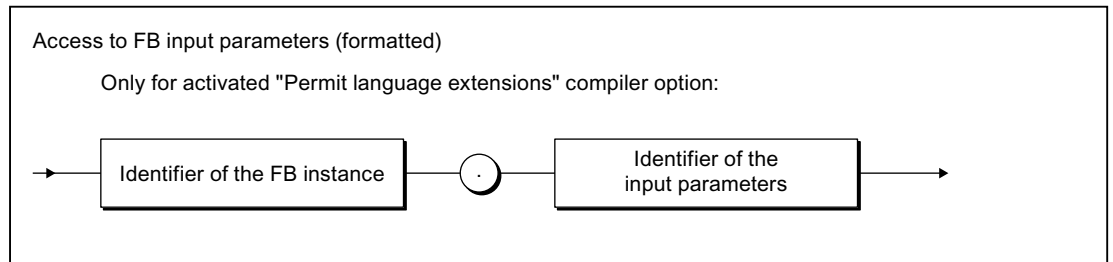 Access to FB input parameters (formatted)
Only for activated "Permit language extensions" compiler option:
Identifier of the FB instance
.
Identifier of the
input parameters